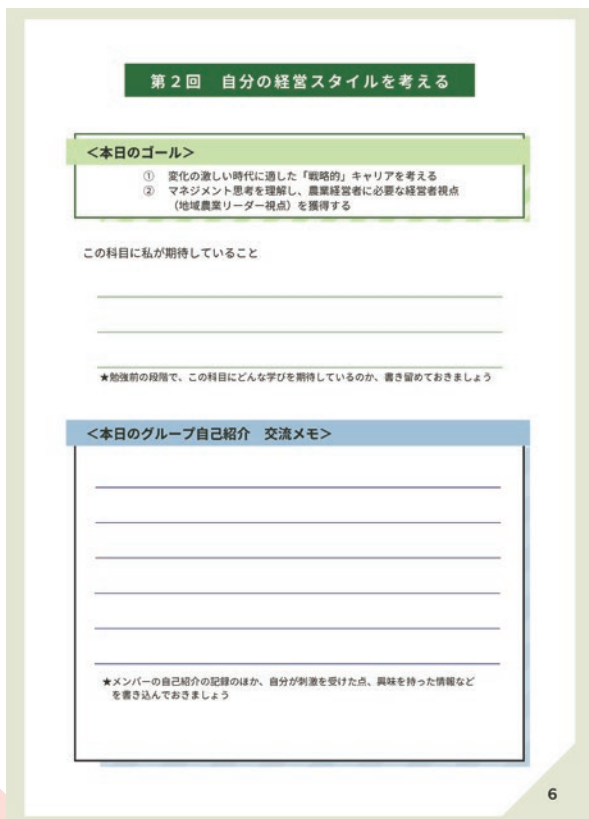 第2回 自分の経営スタイルを考える
＜本日のゴール＞
① 変化の激しい時代に適した「戦略的」キャリアを考える
② マネジメント思考を理解し、農業経営者に必要な経営者視点
（地域農業リーダー視点）を獲得する
この科目に私が期待していること
★勉強前の段階で、この科目にどんな学びを期待しているのか、書き留めておきましょう
＜本日のグループ自己紹介 交流メモ＞
★メンバーの自己紹介の記録のほか、自分が刺激を受けた点、興味を持った情報など
を書き込んでおきましょう
6